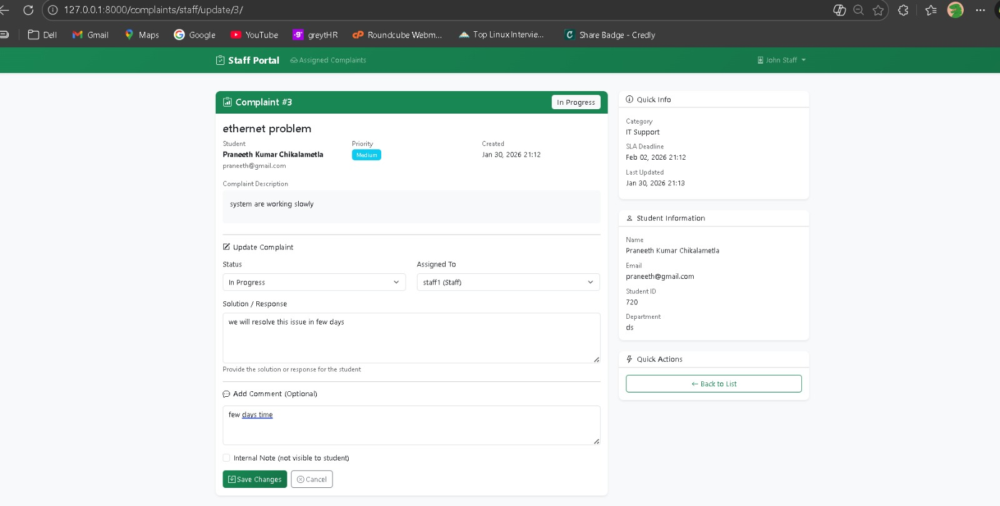 127.0.0.1:8000/complaints/staff/update/3/
Dell Gmail Maps Google YouTube greytHR Roundcube Webm... Top Linux Intervie... Share Badge - Credly
Staff Portal Assigned Complaints John Staff
Complaint #3 In Progress
ethernet problem
Student Priority Created
Praneeth Kumar Chikalametla Medium Jan 30, 2026 21:12
praneeth@gmail.com
Complaint Description
system are working slowly
Update Complaint
Status Assigned To
In Progress staff1 (Staff)
Solution / Response
we will resolve this issue in few days
Provide the solution or response for the student
Add Comment (Optional)
few days time
Internal Note (not visible to student)
Save Changes Cancel
Quick Info
Category
IT Support
SLA Deadline
Feb 02, 2026 21:12
Last Updated
Jan 30, 2026 21:13
Student Information
Name
Praneeth Kumar Chikalametla
Email
praneeth@gmail.com
Student ID
720
Department
ds
Quick Actions
← Back to List